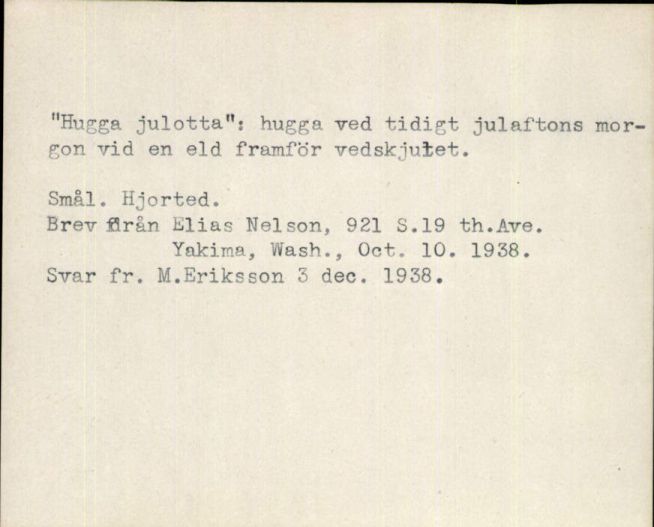 "Hugga julotta": hugga ved tidigt julaftons mor-
gon vid en eld framför vedskjulet.
Smål. Hjorted.
Brev från Elias Nelson, 921 S.19 th.Ave.
Yakima, Wash., Oct. 10. 1938.
Svar fr. M.Eriksson 3 dec. 1938.